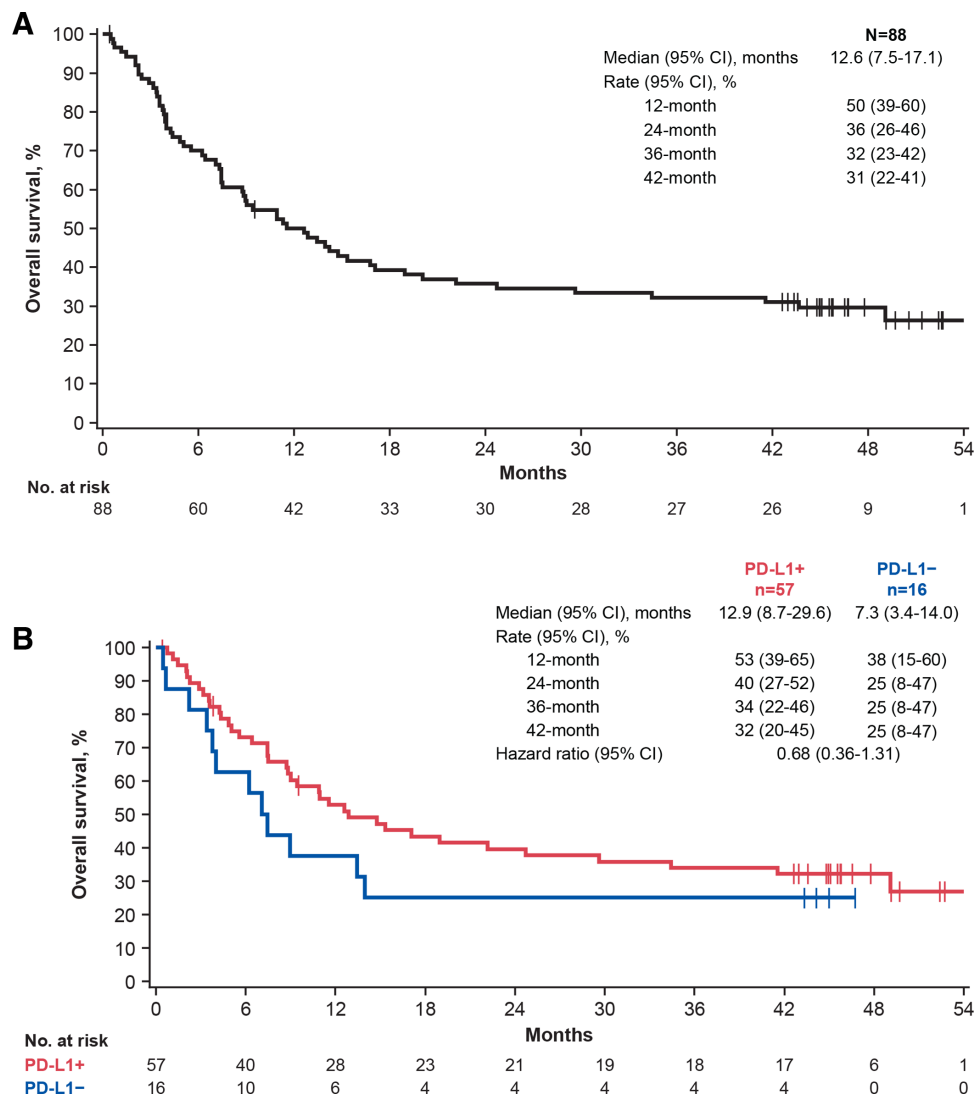 A
N=88
Median (95% CI), months 12.6 (7.5-17.1)
Rate (95% CI), %
12-month 50 (39-60)
24-month 36 (26-46)
36-month 32 (23-42)
42-month 31 (22-41)
Overall survival, %
100
90
80
70
60
50
40
30
20
10
0
0 6 12 18 24 30 36 42 48 54
Months
No. at risk
88 60 42 33 30 28 27 26 9 1
B
PD-L1+ PD-L1−
n=57 n=16
Median (95% CI), months 12.9 (8.7-29.6) 7.3 (3.4-14.0)
Rate (95% CI), %
12-month 53 (39-65) 38 (15-60)
24-month 40 (27-52) 25 (8-47)
36-month 34 (22-46) 25 (8-47)
42-month 32 (20-45) 25 (8-47)
Hazard ratio (95% CI) 0.68 (0.36-1.31)
Overall survival, %
100
90
80
70
60
50
40
30
20
10
0
0 6 12 18 24 30 36 42 48 54
Months
No. at risk
PD-L1+ 57 40 28 23 21 19 18 17 6 1
PD-L1− 16 10 6 4 4 4 4 4 0 0